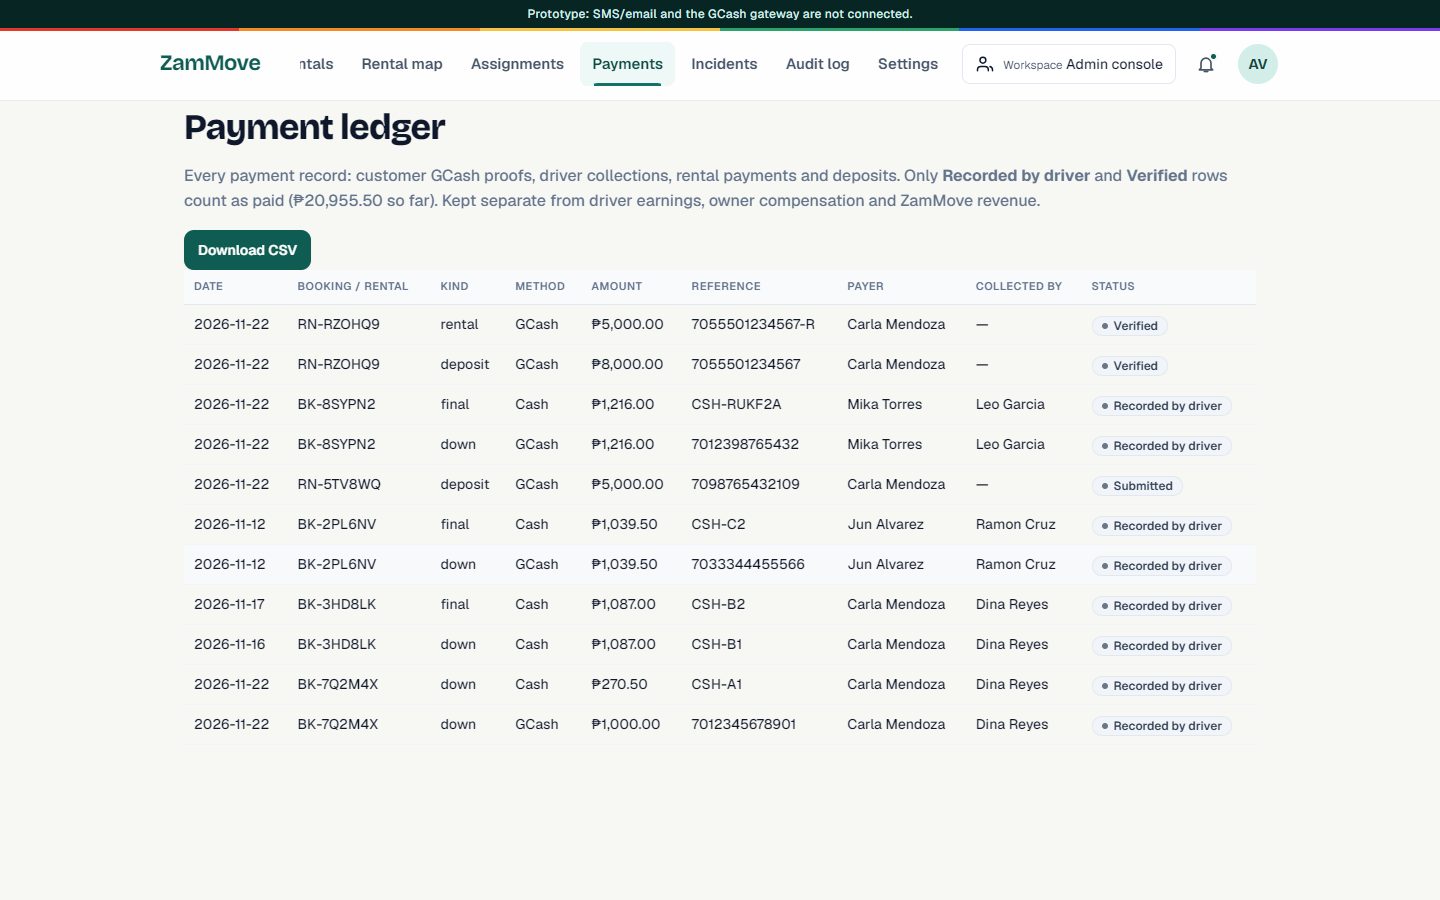 Prototype: SMS/email and the GCash gateway are not connected.
ZamMove ntals Rental map Assignments Payments Incidents Audit log Settings Workspace Admin console AV
Payment ledger
Every payment record: customer GCash proofs, driver collections, rental payments and deposits. Only Recorded by driver and Verified rows
count as paid (₱20,955.50 so far). Kept separate from driver earnings, owner compensation and ZamMove revenue.
Download CSV
DATE BOOKING / RENTAL KIND METHOD AMOUNT REFERENCE PAYER COLLECTED BY STATUS
2026-11-22 RN-RZOHQ9 rental GCash ₱5,000.00 7055501234567-R Carla Mendoza — Verified
2026-11-22 RN-RZOHQ9 deposit GCash ₱8,000.00 7055501234567 Carla Mendoza — Verified
2026-11-22 BK-8SYPN2 final Cash ₱1,216.00 CSH-RUKF2A Mika Torres Leo Garcia Recorded by driver
2026-11-22 BK-8SYPN2 down GCash ₱1,216.00 7012398765432 Mika Torres Leo Garcia Recorded by driver
2026-11-22 RN-5TV8WQ deposit GCash ₱5,000.00 7098765432109 Carla Mendoza — Submitted
2026-11-12 BK-2PL6NV final Cash ₱1,039.50 CSH-C2 Jun Alvarez Ramon Cruz Recorded by driver
2026-11-12 BK-2PL6NV down GCash ₱1,039.50 7033344455566 Jun Alvarez Ramon Cruz Recorded by driver
2026-11-17 BK-3HD8LK final Cash ₱1,087.00 CSH-B2 Carla Mendoza Dina Reyes Recorded by driver
2026-11-16 BK-3HD8LK down Cash ₱1,087.00 CSH-B1 Carla Mendoza Dina Reyes Recorded by driver
2026-11-22 BK-7Q2M4X down Cash ₱270.50 CSH-A1 Carla Mendoza Dina Reyes Recorded by driver
2026-11-22 BK-7Q2M4X down GCash ₱1,000.00 7012345678901 Carla Mendoza Dina Reyes Recorded by driver